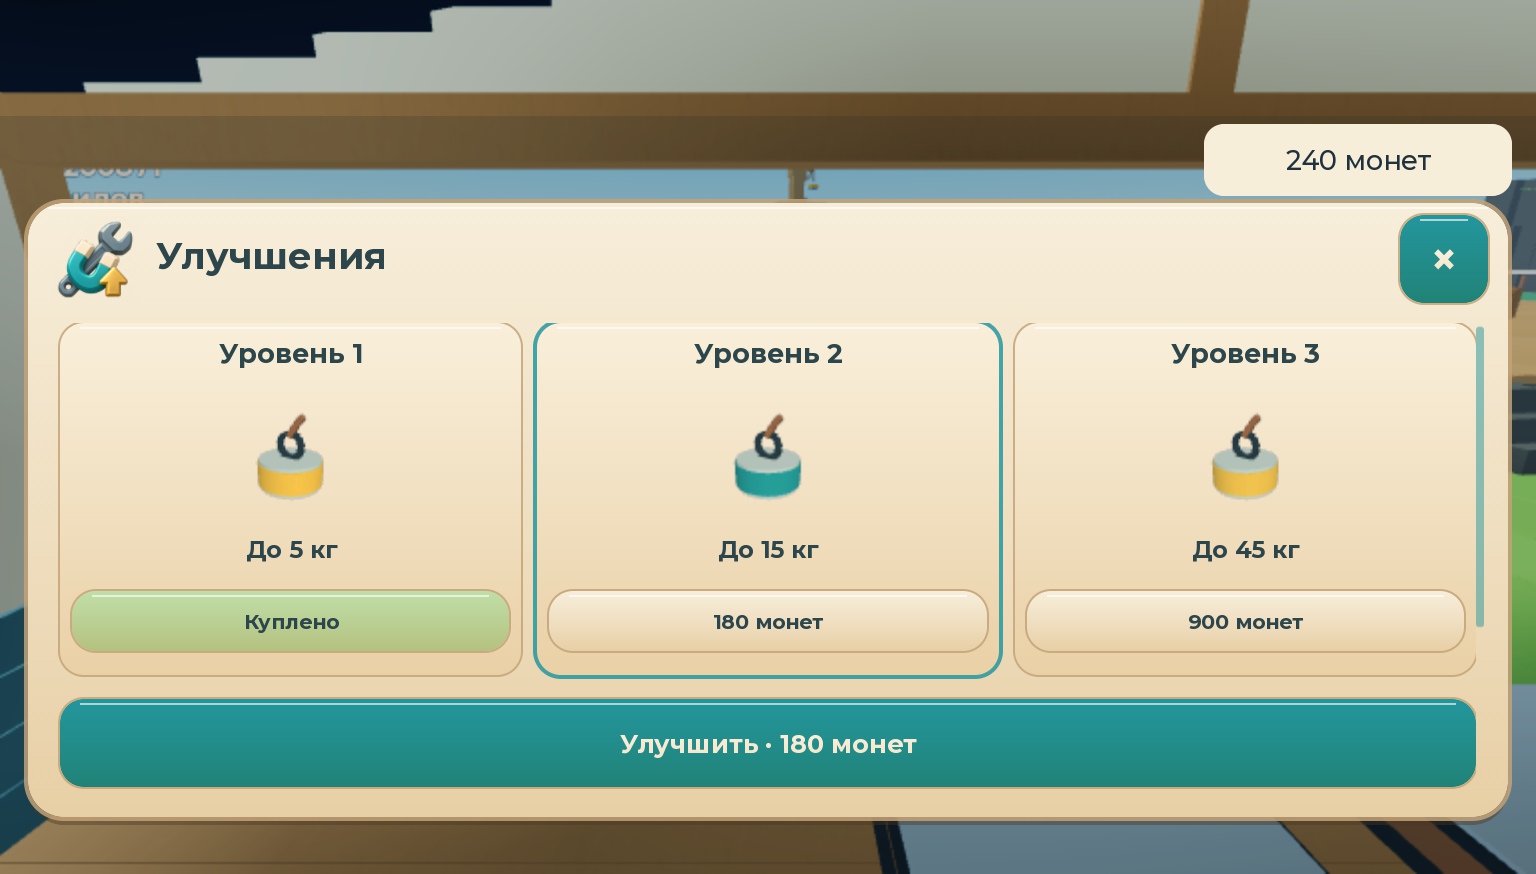 240 монет
Улучшения
×
Уровень 1
До 5 кг
Куплено
Уровень 2
До 15 кг
180 монет
Уровень 3
До 45 кг
900 монет
Улучшить · 180 монет